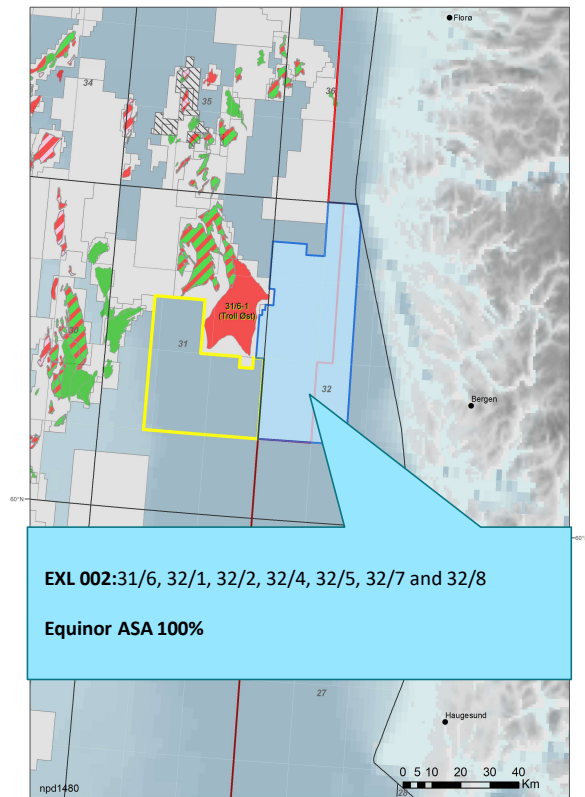 Florø
34
35
36
31/6-1
(Troll Øst)
30
31
32
Bergen
60°N
60°
EXL 002:31/6, 32/1, 32/2, 32/4, 32/5, 32/7 and 32/8
Equinor ASA 100%
27
Haugesund
0 5 10 20 30 40
Km
npd1480
28